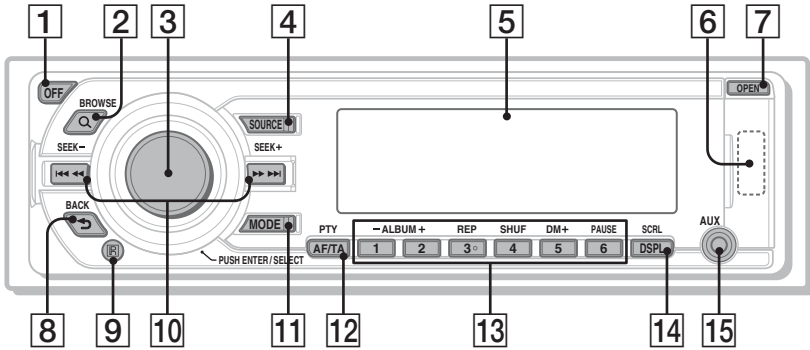 1 2 3 4 5 6 7
OFF
OPEN
BROWSE
SOURCE
SEEK− SEEK+
BACK
AUX
MODE
PTY −ALBUM+ REP SHUF DM+ PAUSE SCRL
AF/TA 1 2 3 4 5 6 DSPL
R
PUSH ENTER / SELECT
8 9 10 11 12 13 14 15